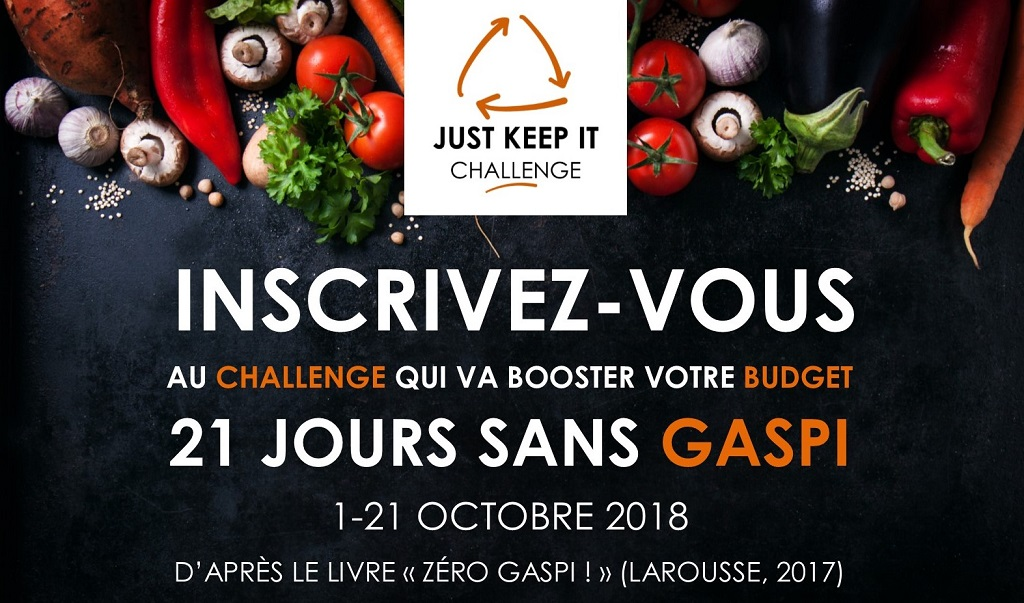 JUST KEEP IT
CHALLENGE
INSCRIVEZ-VOUS
AU CHALLENGE QUI VA BOOSTER VOTRE BUDGET
21 JOURS SANS GASPI
1-21 OCTOBRE 2018
D'APRÈS LE LIVRE « ZÉRO GASPI ! » (LAROUSSE, 2017)